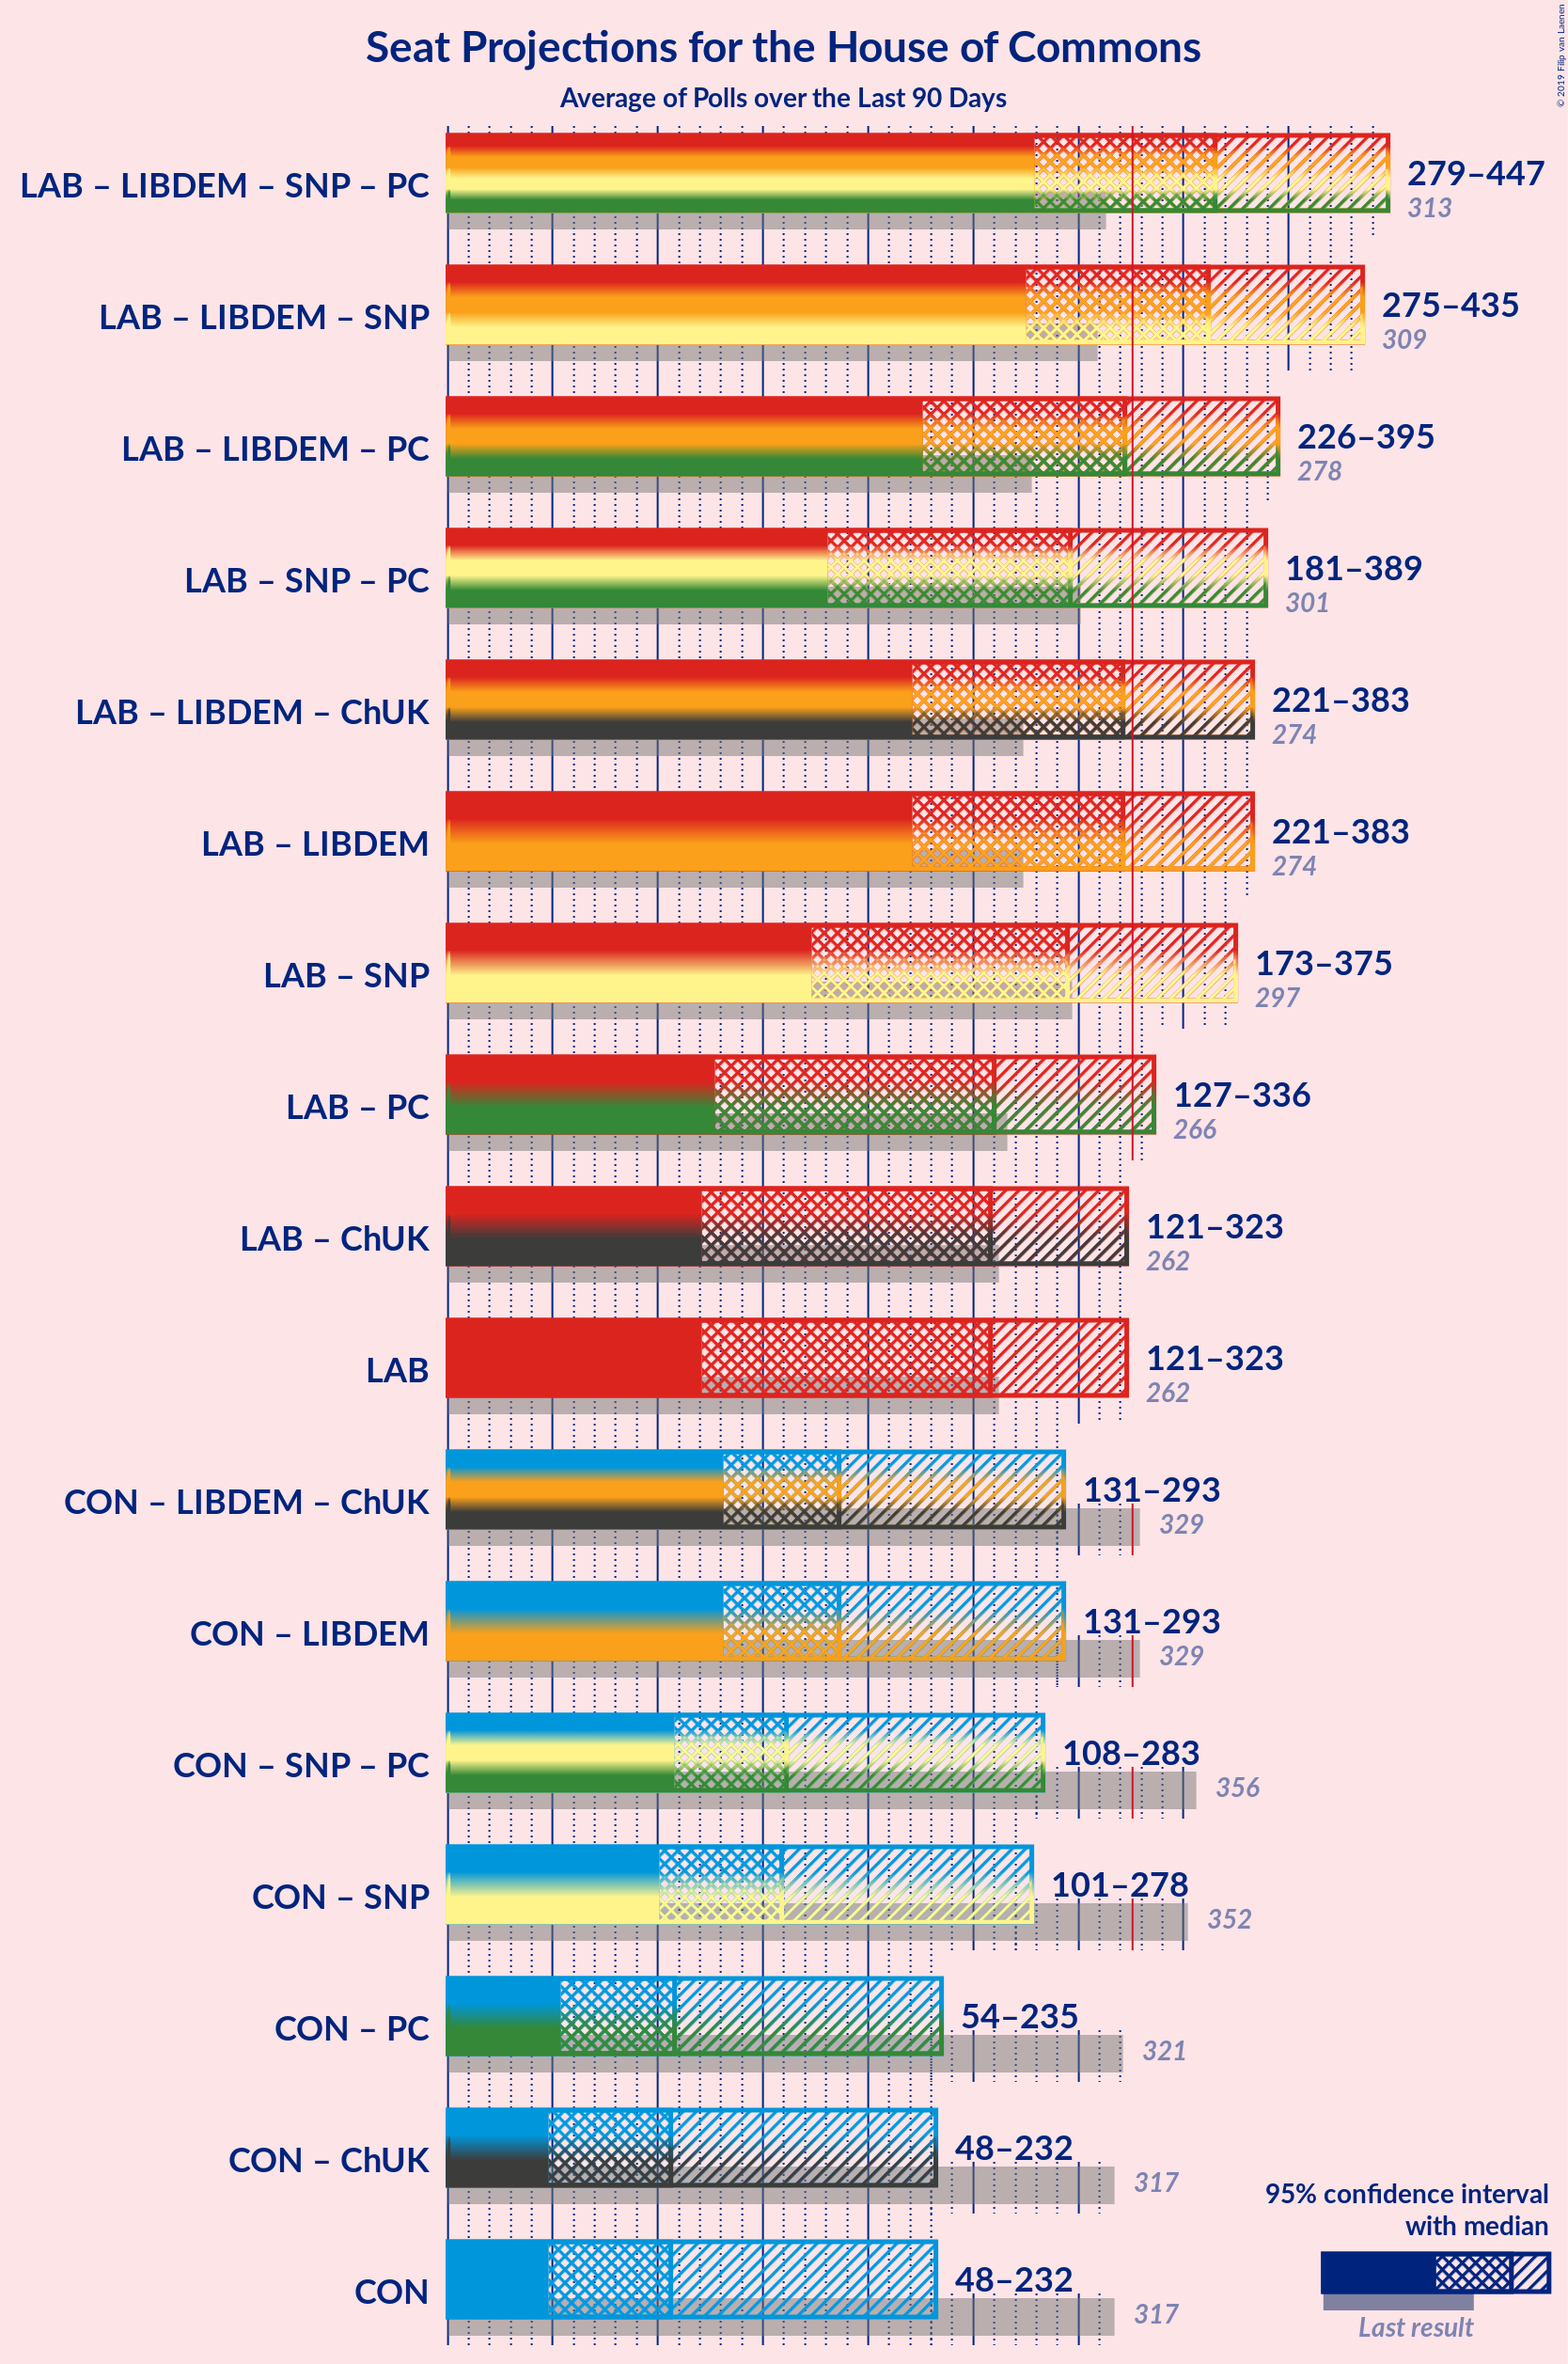 Seat Projections for the House of Commons
Average of Polls over the Last 90 Days
© 2019 Filip van Laenen
LAB – LIBDEM – SNP – PC
279–447
313
LAB – LIBDEM – SNP
275–435
309
LAB – LIBDEM – PC
226–395
278
LAB – SNP – PC
181–389
301
LAB – LIBDEM – ChUK
221–383
274
LAB – LIBDEM
221–383
274
LAB – SNP
173–375
297
LAB – PC
127–336
266
LAB – ChUK
121–323
262
LAB
121–323
262
CON – LIBDEM – ChUK
131–293
329
CON – LIBDEM
131–293
329
CON – SNP – PC
108–283
356
CON – SNP
101–278
352
CON – PC
54–235
321
CON – ChUK
48–232
317
CON
48–232
317
95% confidence interval
with median
Last result